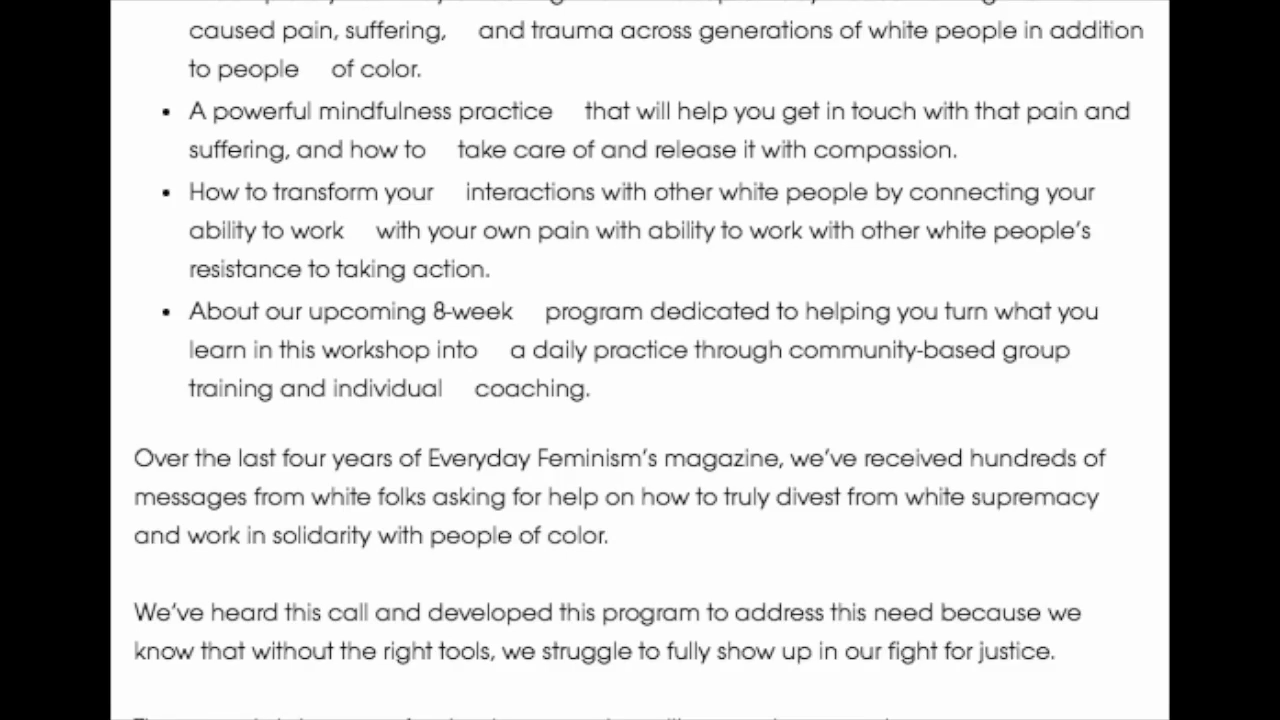 caused pain, suffering, and trauma across generations of white people in addition
to people of color.
• A powerful mindfulness practice that will help you get in touch with that pain and
suffering, and how to take care of and release it with compassion.
• How to transform your interactions with other white people by connecting your
ability to work with your own pain with ability to work with other white people's
resistance to taking action.
• About our upcoming 8-week program dedicated to helping you turn what you
learn in this workshop into a daily practice through community-based group
training and individual coaching.
Over the last four years of Everyday Feminism's magazine, we've received hundreds of
messages from white folks asking for help on how to truly divest from white supremacy
and work in solidarity with people of color.
We've heard this call and developed this program to address this need because we
know that without the right tools, we struggle to fully show up in our fight for justice.